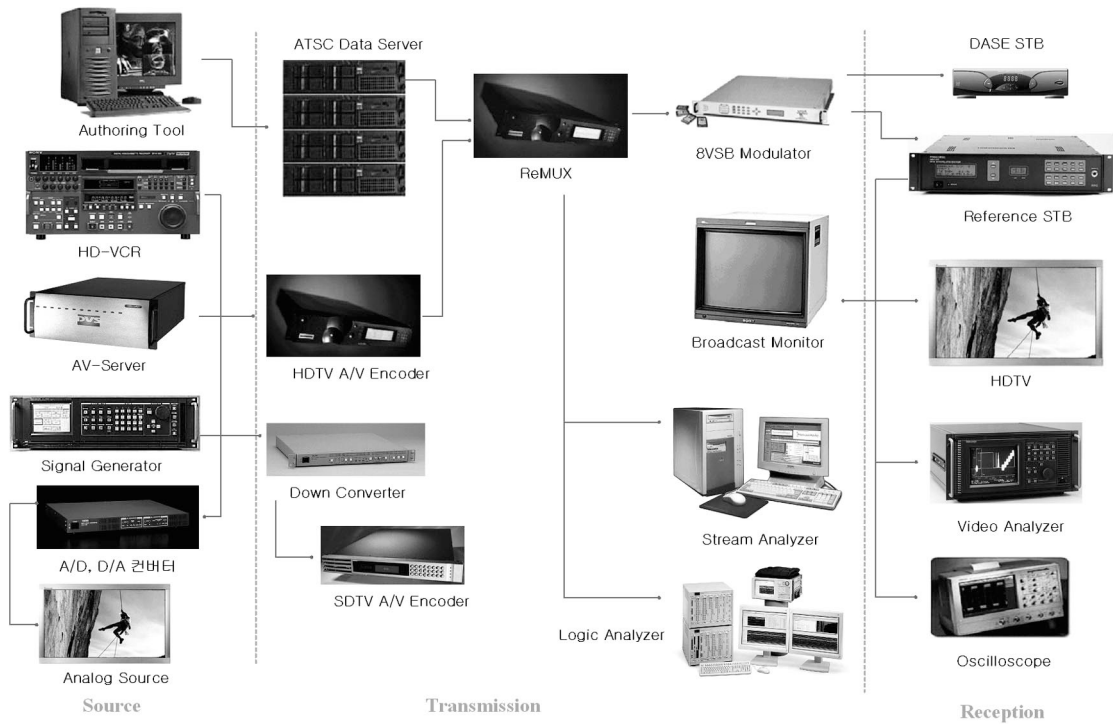 ATSC Data Server
DASE STB
Authoring Tool
ReMUX
8VSB Modulator
Reference STB
HD-VCR
AV-Server
HDTV A/V Encoder
Broadcast Monitor
HDTV
Signal Generator
Down Converter
Stream Analyzer
Video Analyzer
A/D, D/A 컨버터
SDTV A/V Encoder
Logic Analyzer
Analog Source
Oscilloscope
Source
Transmission
Reception